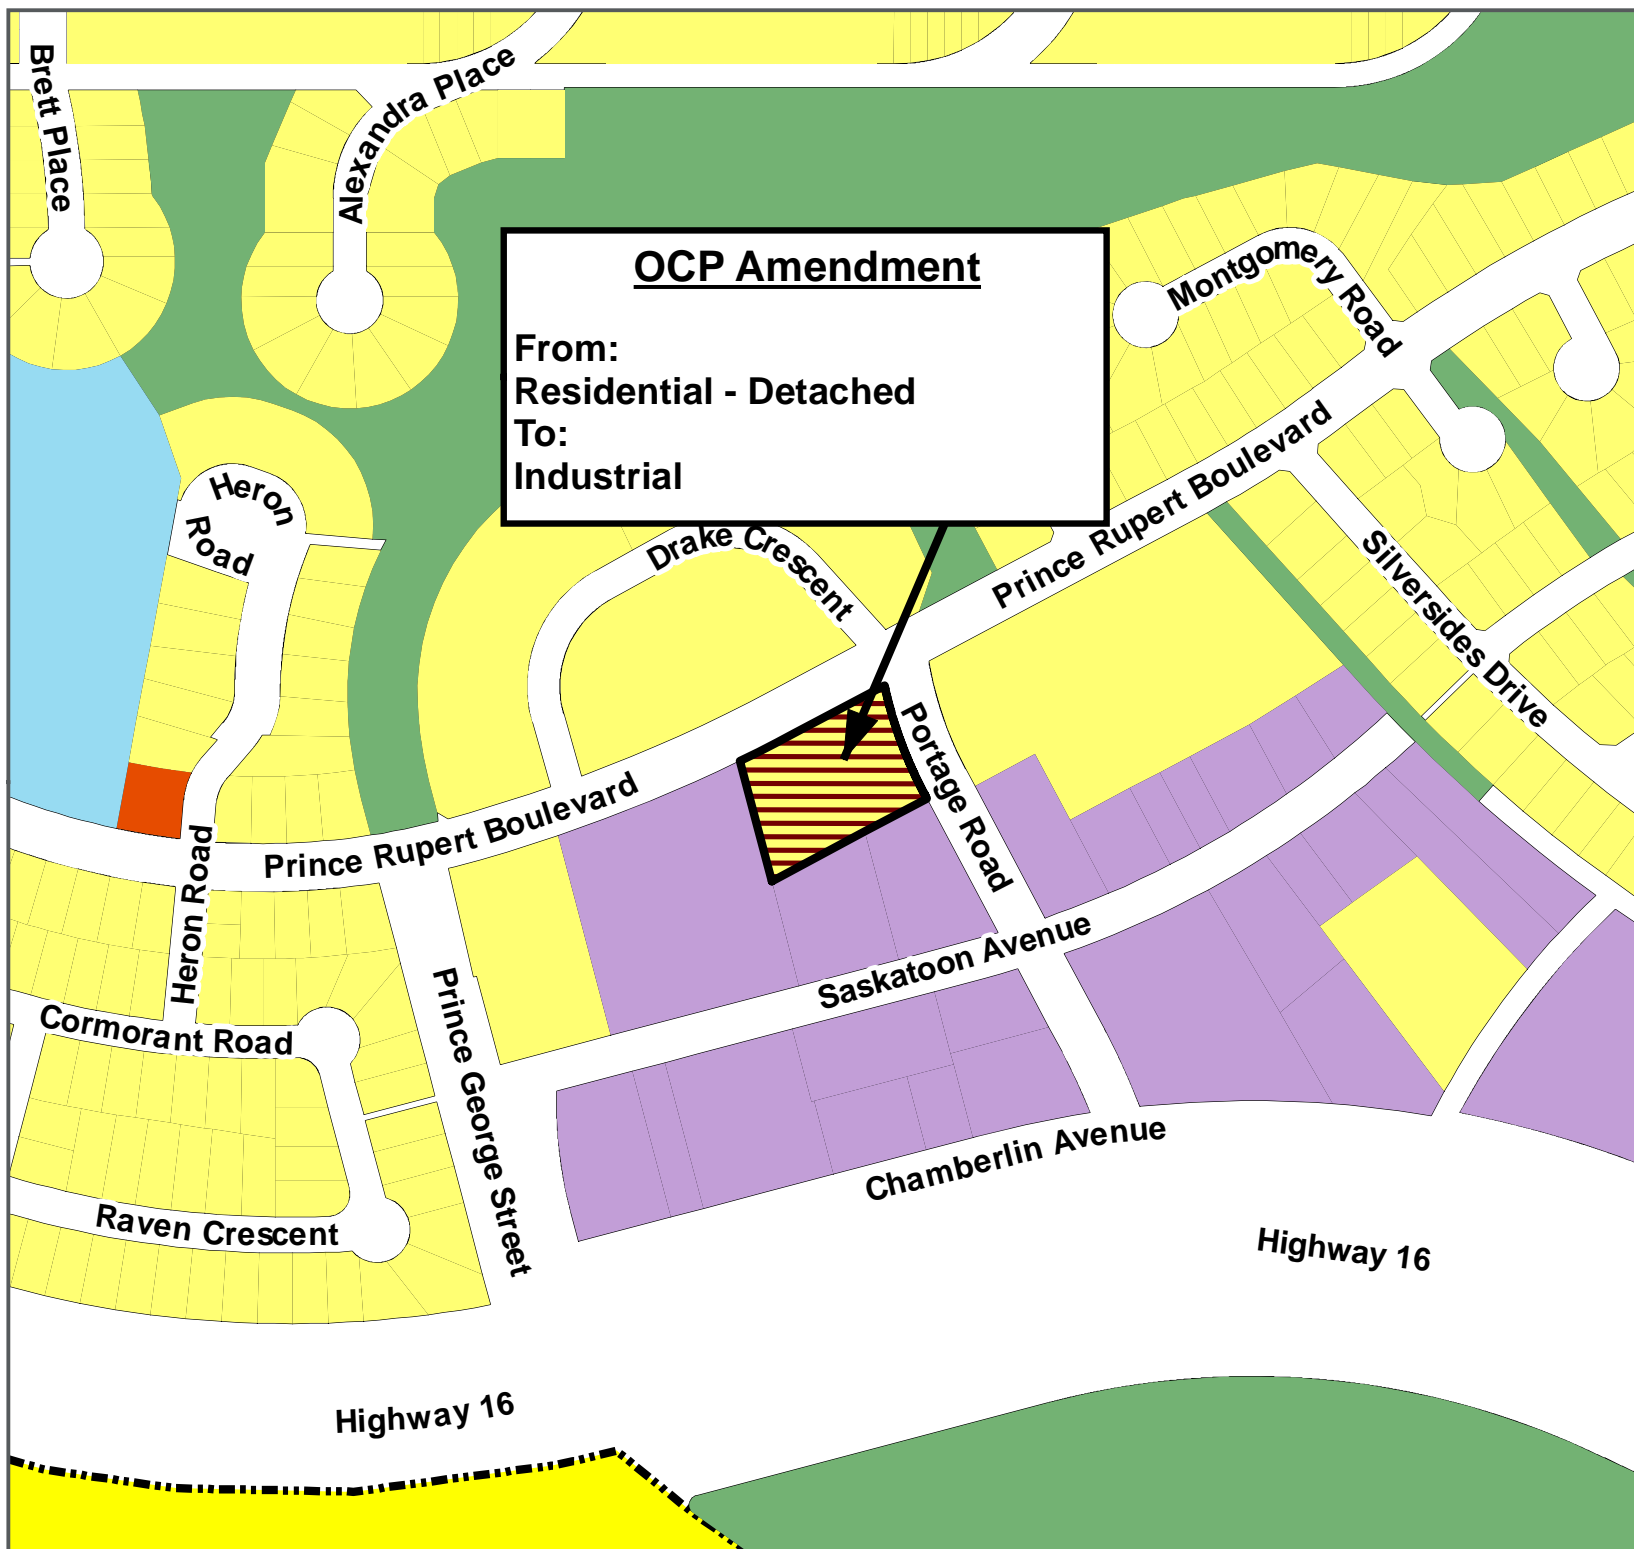 Brett Place
Alexandra Place
OCP Amendment
From:
Residential - Detached
To:
Industrial
Montgomery Road
Heron
Road
Drake Crescent
Prince Rupert Boulevard
Silversides Drive
Portage Road
Prince Rupert Boulevard
Heron Road
Saskatoon Avenue
Cormorant Road
Prince George Street
Chamberlin Avenue
Raven Crescent
Highway 16
Highway 16